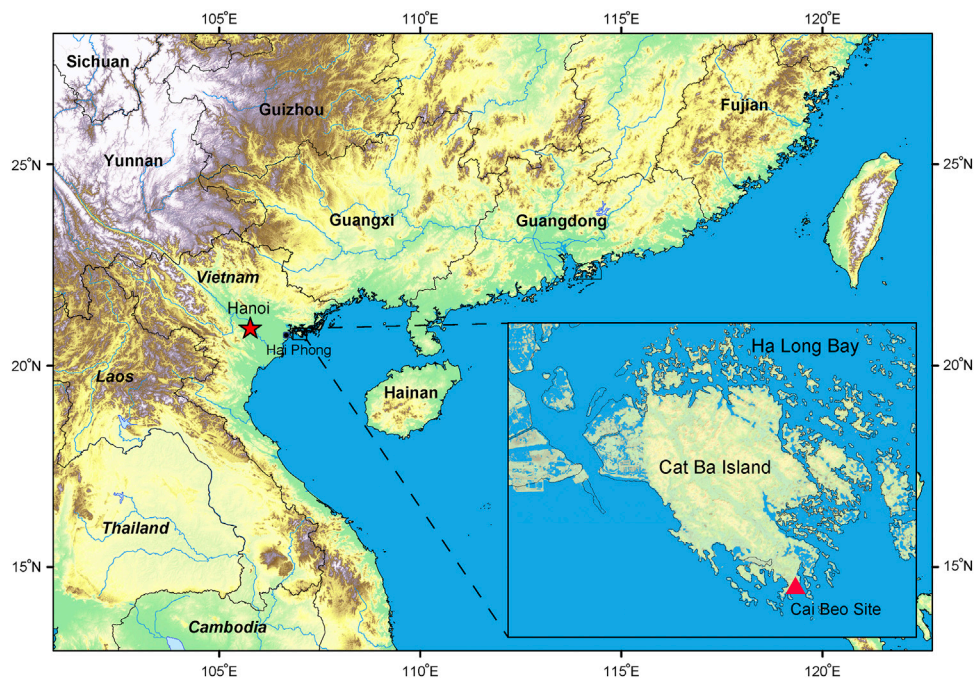 105°E
110°E
115°E
120°E
Sichuan
Guizhou
Fujian
25°N
Yunnan
25°N
Guangxi
Guangdong
Vietnam
Hanoi
Hai Phong
Ha Long Bay
20°N
20°N
Laos
Hainan
Cat Ba Island
Thailand
15°N
15°N
Cai Beo Site
Cambodia
105°E
110°E
115°E
120°E